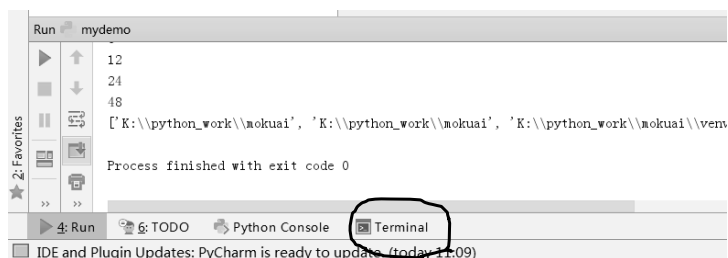 Run mydemo
12
24
48
['K:\\python_work\\mokuai', 'K:\\python_work\\mokuai', 'K:\\python_work\\mokuai\\venv
Process finished with exit code 0
2: Favorites
4: Run 6: TODO Python Console Terminal
IDE and Plugin Updates: PyCharm is ready to update. (today 11:09)